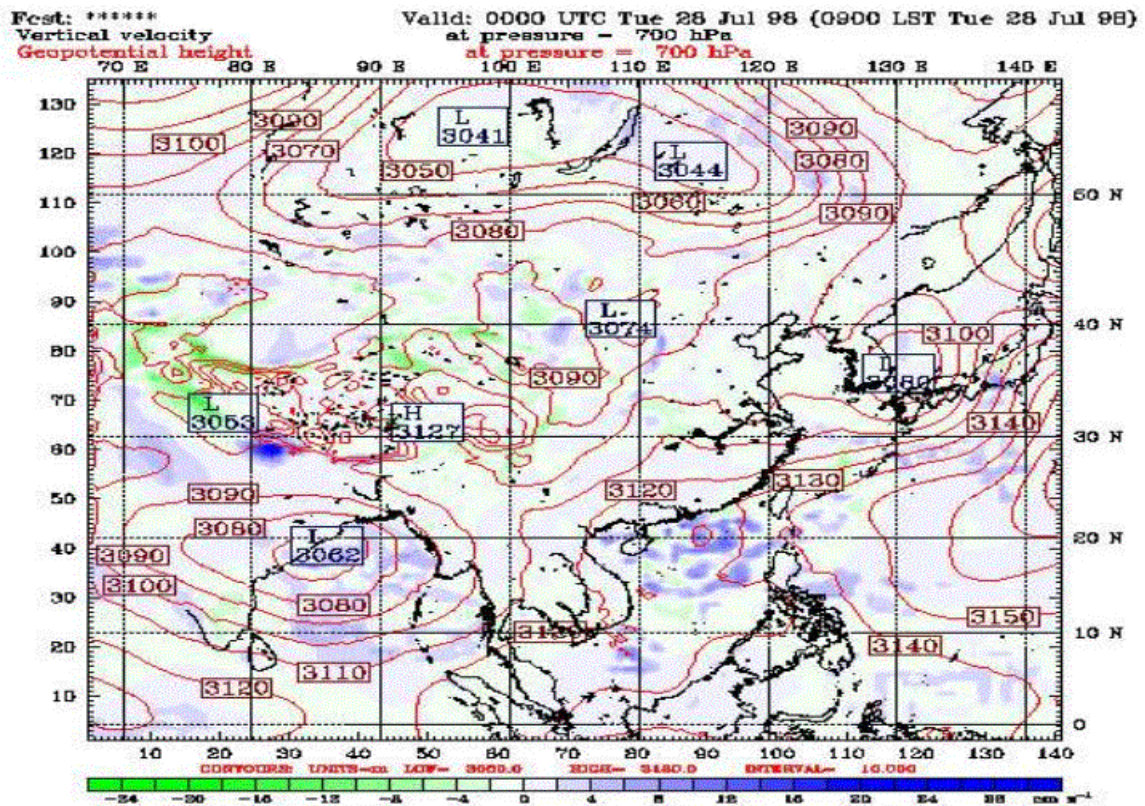 Fcst: ****** Valid: 0000 UTC Tue 28 Jul 98 (0900 LST Tue 28 Jul 98)
Vertical velocity at pressure = 700 hPa
Geopotential height at pressure = 700 hPa
70 E 80 E 90 E 100 E 110 E 120 E 130 E 140 E
130
120
110
100
90
80
70
60
50
40
30
20
10
50 N
40 N
30 N
20 N
10 N
0
3100
3090
3070
3050
L
3041
L
3044
3090
3080
3060
3090
3080
L
3074
3100
3090
L
3053
H
3127
L
3140
3120
3130
3090
3080
L
3062
3090
3100
3080
3110
3120
3150
3140
10 20 30 40 50 60 70 80 90 100 110 120 130 140
CONTOURS: UNITS=m LOW= HIGH= INTERVAL= 10.000
-24 -20 -16 -12 -8 -4 0 4 8 12 16 20 24 28 cm s⁻¹